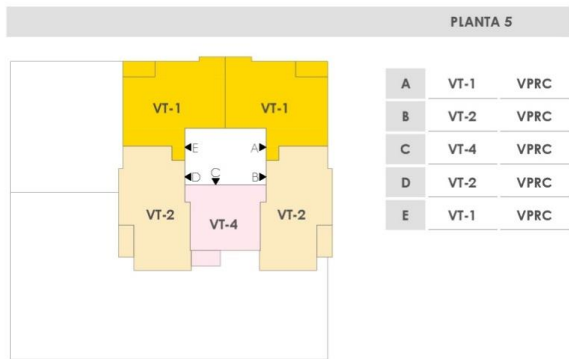 PLANTA 5
VT-1 VT-1
E A
D C B
VT-2 VT-4 VT-2
A VT-1 VPRC
B VT-2 VPRC
C VT-4 VPRC
D VT-2 VPRC
E VT-1 VPRC